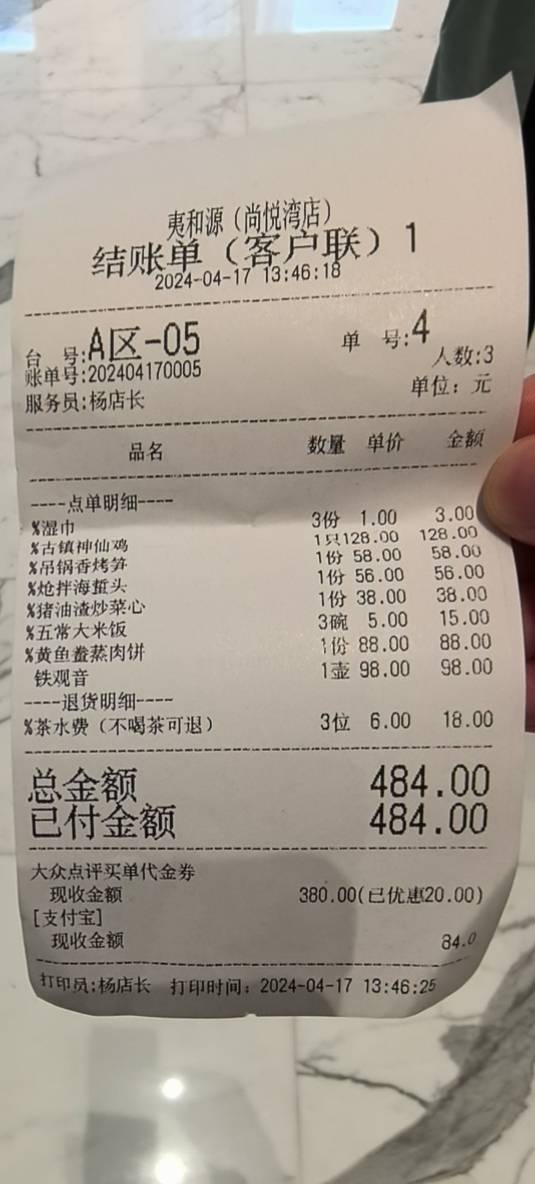 夷和源（尚悦湾店）
结账单（客户联）1
2024-04-17 13:46:18
台 号:A区-05 单 号:4
账单号:202404170005 人数:3
服务员:杨店长 单位：元
品名 数量 单价 金额
----点单明细----
%湿巾 3份 1.00 3.00
%古镇神仙鸡 1只128.00 128.00
%吊锅香烤笋 1份 58.00 58.00
%炝拌海蜇头 1份 56.00 56.00
%猪油渣炒菜心 1份 38.00 38.00
%五常大米饭 3碗 5.00 15.00
%黄鱼鲞蒸肉饼 1份 88.00 88.00
铁观音 1壶 98.00 98.00
----退货明细----
%茶水费（不喝茶可退） 3位 6.00 18.00
总金额 484.00
已付金额 484.00
大众点评买单代金券
现收金额 380.00(已优惠20.00)
[支付宝]
现收金额 84.0
打印员:杨店长 打印时间：2024-04-17 13:46:25